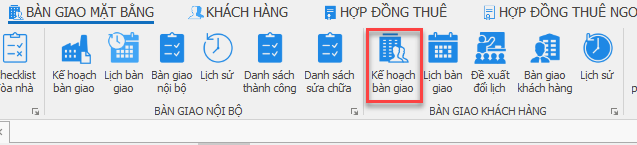 BÀN GIAO MẶT BẰNG KHÁCH HÀNG HỢP ĐỒNG THUÊ HỢP ĐỒNG THUÊ NGO
hecklist Kế hoạch Lịch bàn Bàn giao Lịch sử Danh sách Danh sách Kế hoạch Lịch bàn Đề xuất Bàn giao Lịch sử
òa nhà bàn giao giao nội bộ thành công sửa chữa bàn giao giao đổi lịch khách hàng
BÀN GIAO NỘI BỘ BÀN GIAO KHÁCH HÀNG